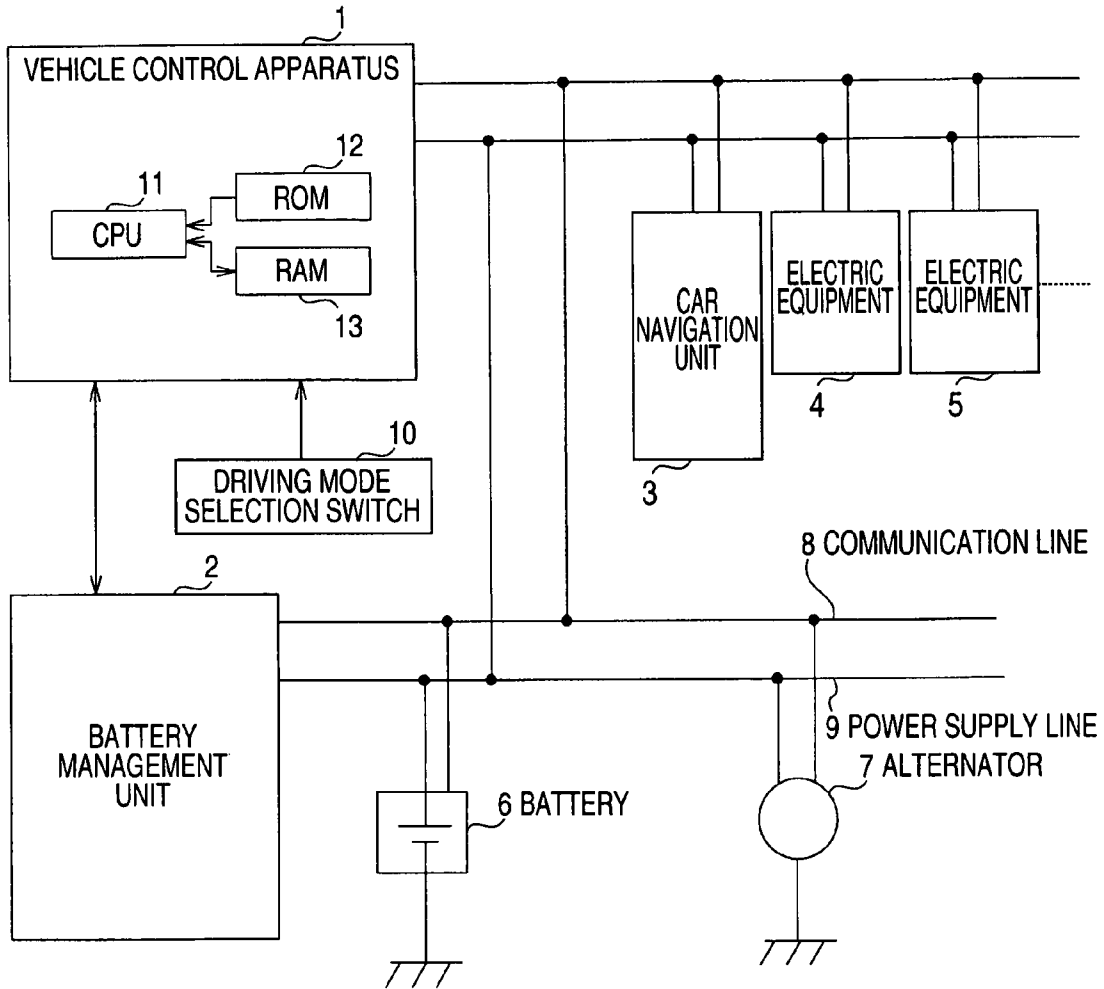 1
VEHICLE CONTROL APPARATUS
12
11
ROM
CPU
RAM
13
CAR
NAVIGATION
UNIT
3
ELECTRIC
EQUIPMENT
4
ELECTRIC
EQUIPMENT
5
10
DRIVING MODE
SELECTION SWITCH
2
BATTERY
MANAGEMENT
UNIT
8 COMMUNICATION LINE
9 POWER SUPPLY LINE
7 ALTERNATOR
6 BATTERY